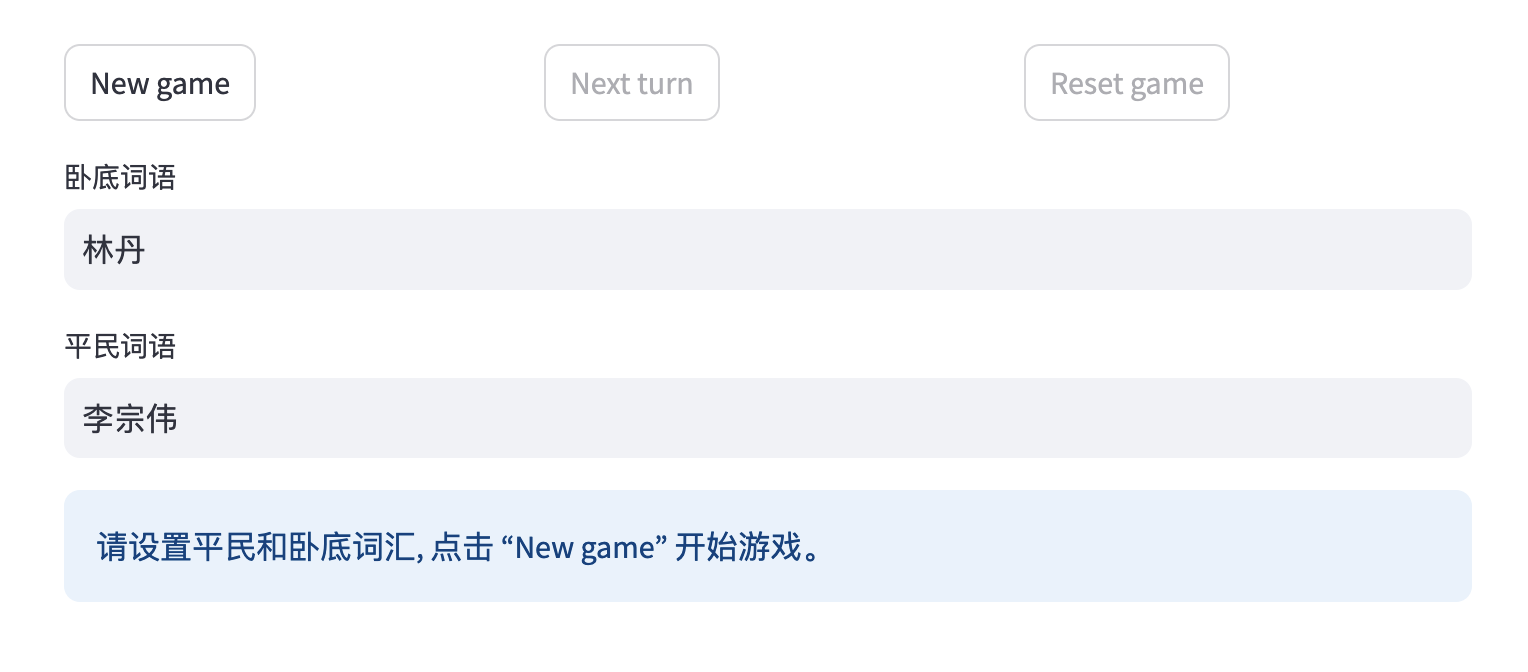 New game
Next turn
Reset game
卧底词语
林丹
平民词语
李宗伟
请设置平民和卧底词汇, 点击 “New game” 开始游戏。